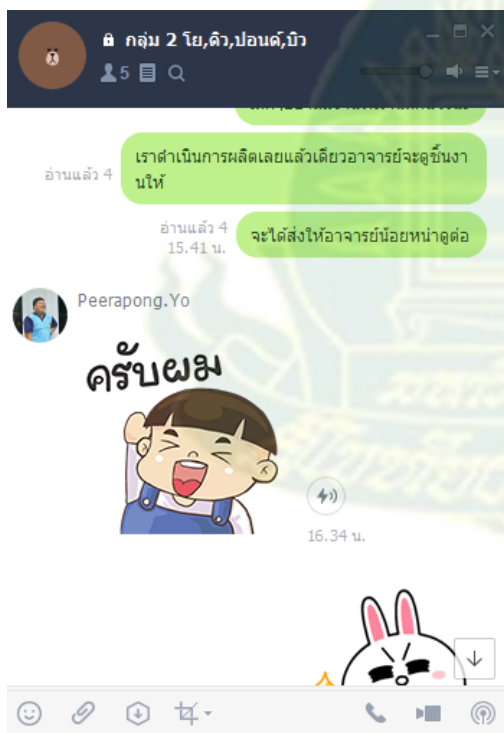 กลุ่ม 2 โย,ดิว,ปอนด์,บิว
5
เราดำเนินการผลิตเลยแล้วเดียวอาจารย์จะดูชิ้นงา
นให้
อ่านแล้ว 4
อ่านแล้ว 4
15.41 น.
จะได้ส่งให้อาจารย์น้อยหน่าดูต่อ
Peerapong.Yo
ครับผม
16.34 น.